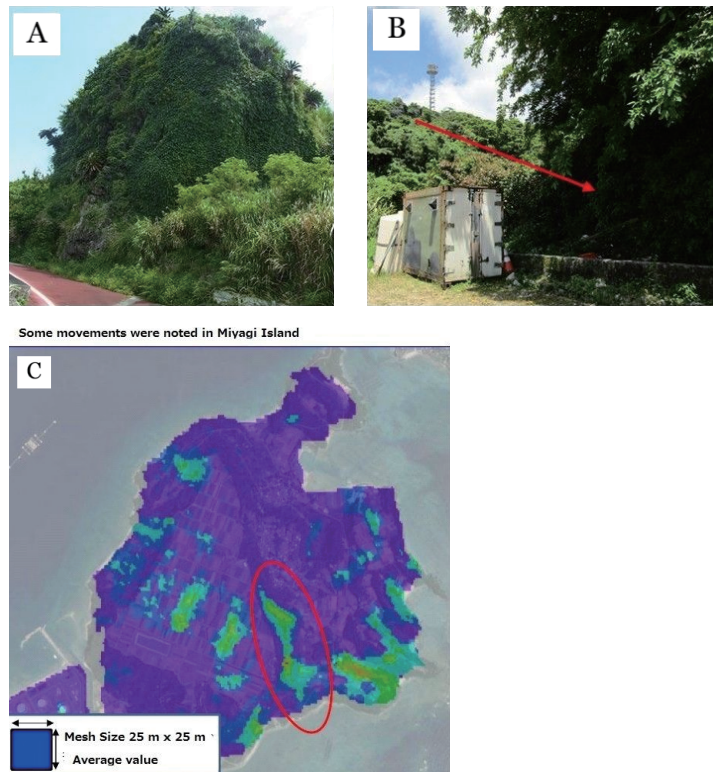 A
B
Some movements were noted in Miyagi Island
C
Mesh Size 25 m x 25 m
Average value